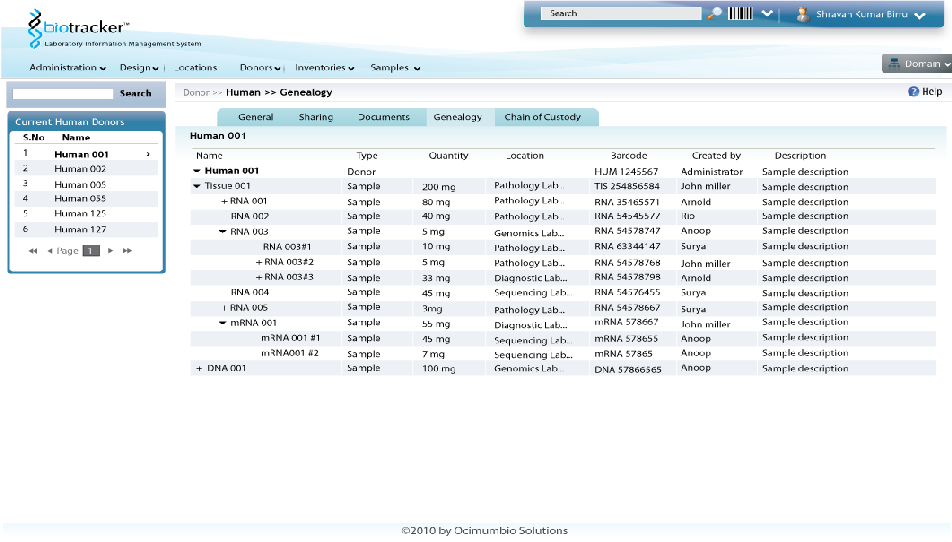 Search Shravan Kumar Birru
biotracker™
Laboratory Information Management System
Administration Design Locations Donors Inventories Samples
Domain
Search
Donor >> Human >> Genealogy
? Help
Current Human Donors
S.No Name
1 Human 001 ›
2 Human 002
3 Human 005
4 Human 055
5 Human 125
6 Human 127
Page 1
General Sharing Documents Genealogy Chain of Custody
Human 001
Name Type Quantity Location Barcode Created by Description
Human 001 Donor HUM 1245567 Administrator Sample description
Tissue 001 Sample 200 mg Pathology Lab... TIS 254856584 John miller Sample description
+ RNA 001 Sample 80 mg Pathology Lab... RNA 35465571 Arnold Sample description
RNA 002 Sample 40 mg Pathology Lab... RNA 54545577 Rio Sample description
RNA 003 Sample 5 mg Genomics Lab... RNA 54578747 Anoop Sample description
RNA 003#1 Sample 10 mg Pathology Lab... RNA 63344147 Surya Sample description
+ RNA 003#2 Sample 5 mg Pathology Lab... RNA 54578768 John miller Sample description
+ RNA 003#3 Sample 33 mg Diagnostic Lab... RNA 54578798 Arnold Sample description
RNA 004 Sample 45 mg Sequencing Lab... RNA 5476455 Surya Sample description
+ RNA 005 Sample 3mg Pathology Lab... RNA 54578667 Surya Sample description
mRNA 001 Sample 55 mg Diagnostic Lab... mRNA 578667 John miller Sample description
mRNA 001 #1 Sample 45 mg Sequencing Lab... mRNA 578655 Anoop Sample description
mRNA001 #2 Sample 7 mg Sequencing Lab... mRNA 57865 Anoop Sample description
+ DNA 001 Sample 100 mg Genomics Lab... DNA 57866565 Anoop Sample description
©2010 by Ocimumbio Solutions